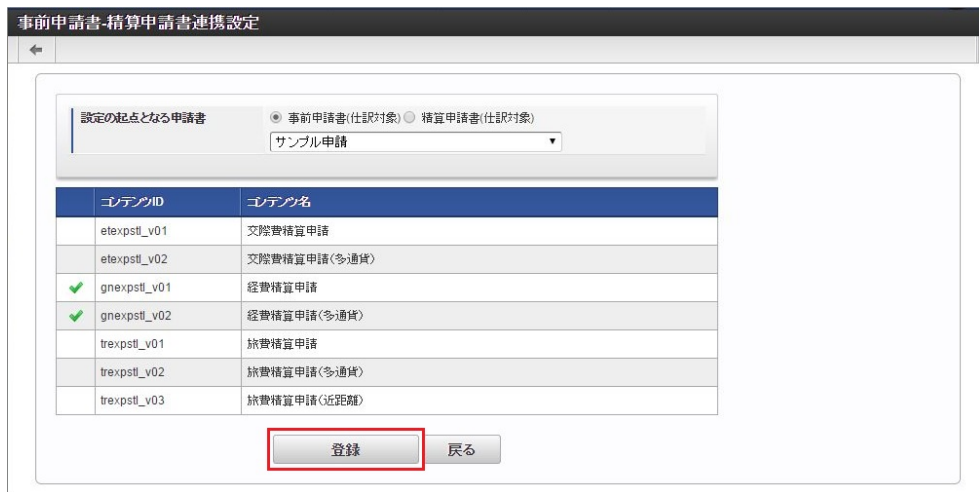 事前申請書-精算申請書連携設定
設定の起点となる申請書
事前申請書(仕訳対象) 精算申請書(仕訳対象)
サンプル申請
コンテンツID コンテンツ名
etexpstl_v01 交際費精算申請
etexpstl_v02 交際費精算申請(多通貨)
gnexpstl_v01 経費精算申請
gnexpstl_v02 経費精算申請(多通貨)
trexpstl_v01 旅費精算申請
trexpstl_v02 旅費精算申請(多通貨)
trexpstl_v03 旅費精算申請(近距離)
登録 戻る